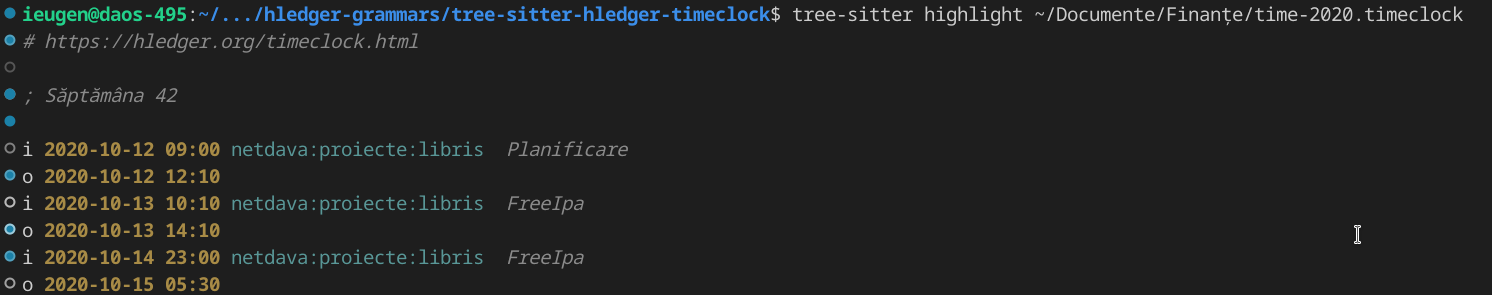 ieugen@daos-495:~/.../hledger-grammars/tree-sitter-hledger-timeclock$ tree-sitter highlight ~/Documente/Finanțe/time-2020.timeclock
# https://hledger.org/timeclock.html
; Săptămâna 42
i 2020-10-12 09:00 netdava:proiecte:libris  Planificare
o 2020-10-12 12:10
i 2020-10-13 10:10 netdava:proiecte:libris  FreeIpa
o 2020-10-13 14:10
i 2020-10-14 23:00 netdava:proiecte:libris  FreeIpa
o 2020-10-15 05:30